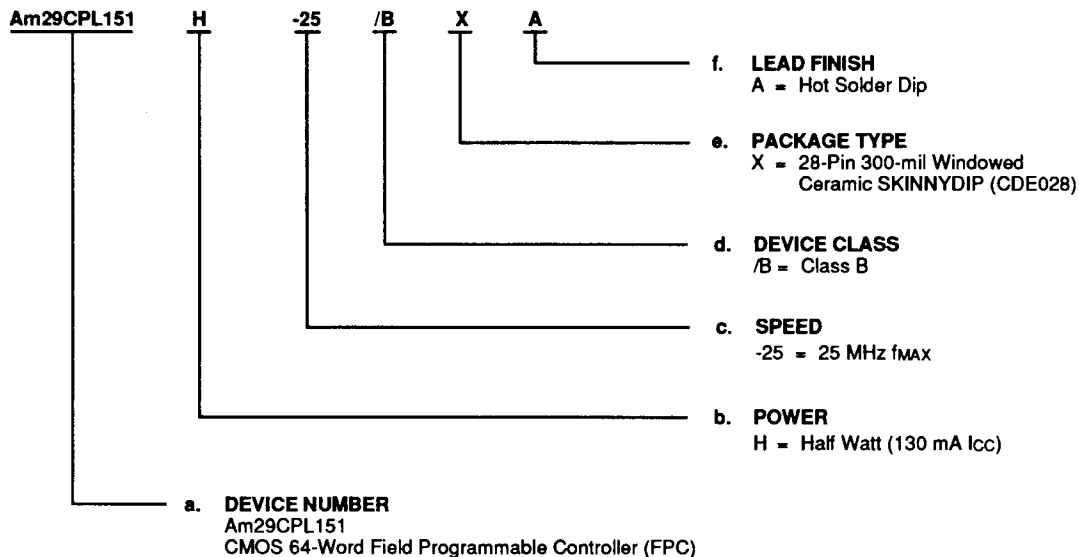 Am29CPL151 H -25 /B X A
f. LEAD FINISH
A = Hot Solder Dip
e. PACKAGE TYPE
X = 28-Pin 300-mil Windowed
Ceramic SKINNYDIP (CDE028)
d. DEVICE CLASS
/B = Class B
c. SPEED
-25 = 25 MHz fMAX
b. POWER
H = Half Watt (130 mA ICC)
a. DEVICE NUMBER
Am29CPL151
CMOS 64-Word Field Programmable Controller (FPC)